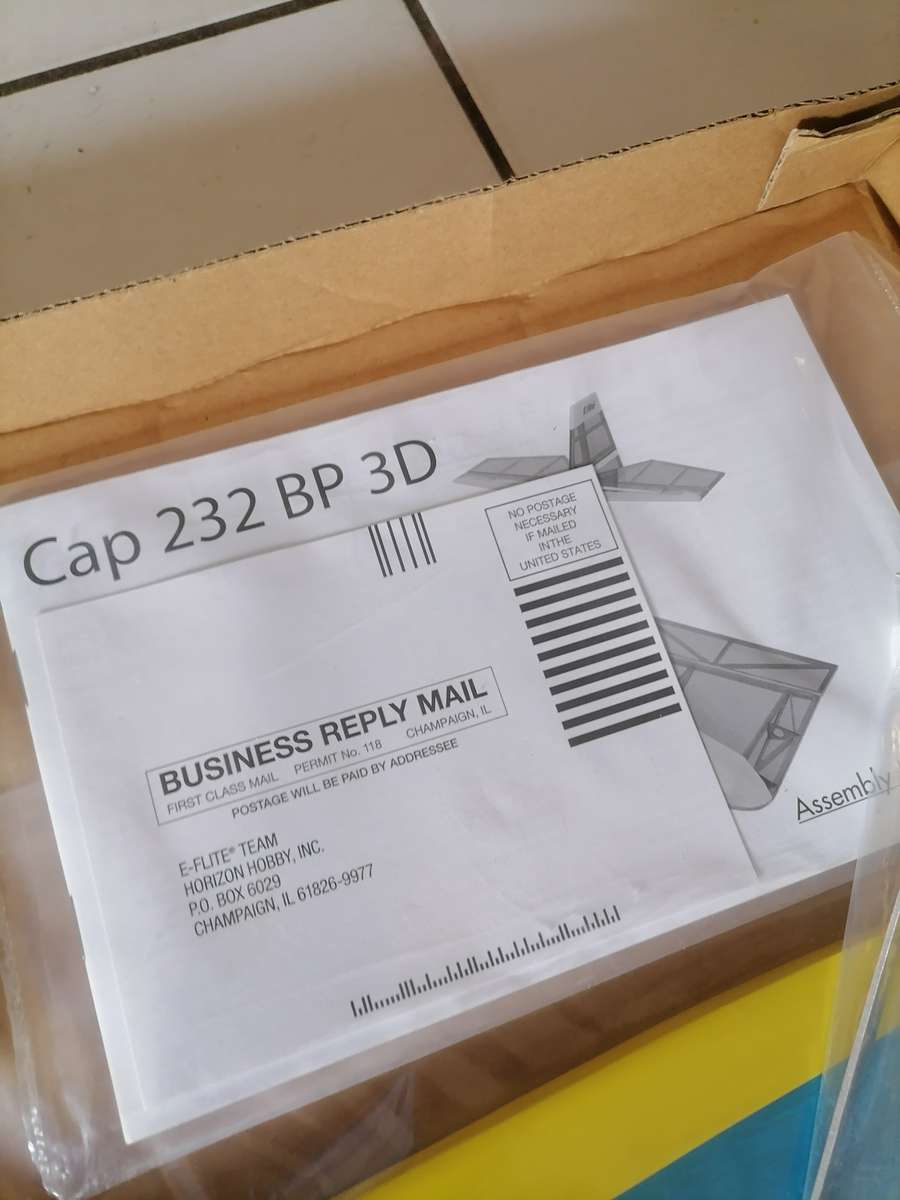 Cap 232 BP 3D
E-flite
NO POSTAGE
NECESSARY
IF MAILED
INTHE
UNITED STATES
BUSINESS REPLY MAIL
FIRST CLASS MAIL PERMIT No. 118 CHAMPAIGN, IL
POSTAGE WILL BE PAID BY ADDRESSEE
E-FLITE® TEAM
HORIZON HOBBY, INC.
P.O. BOX 6029
CHAMPAIGN, IL 61826-9977
Assembly